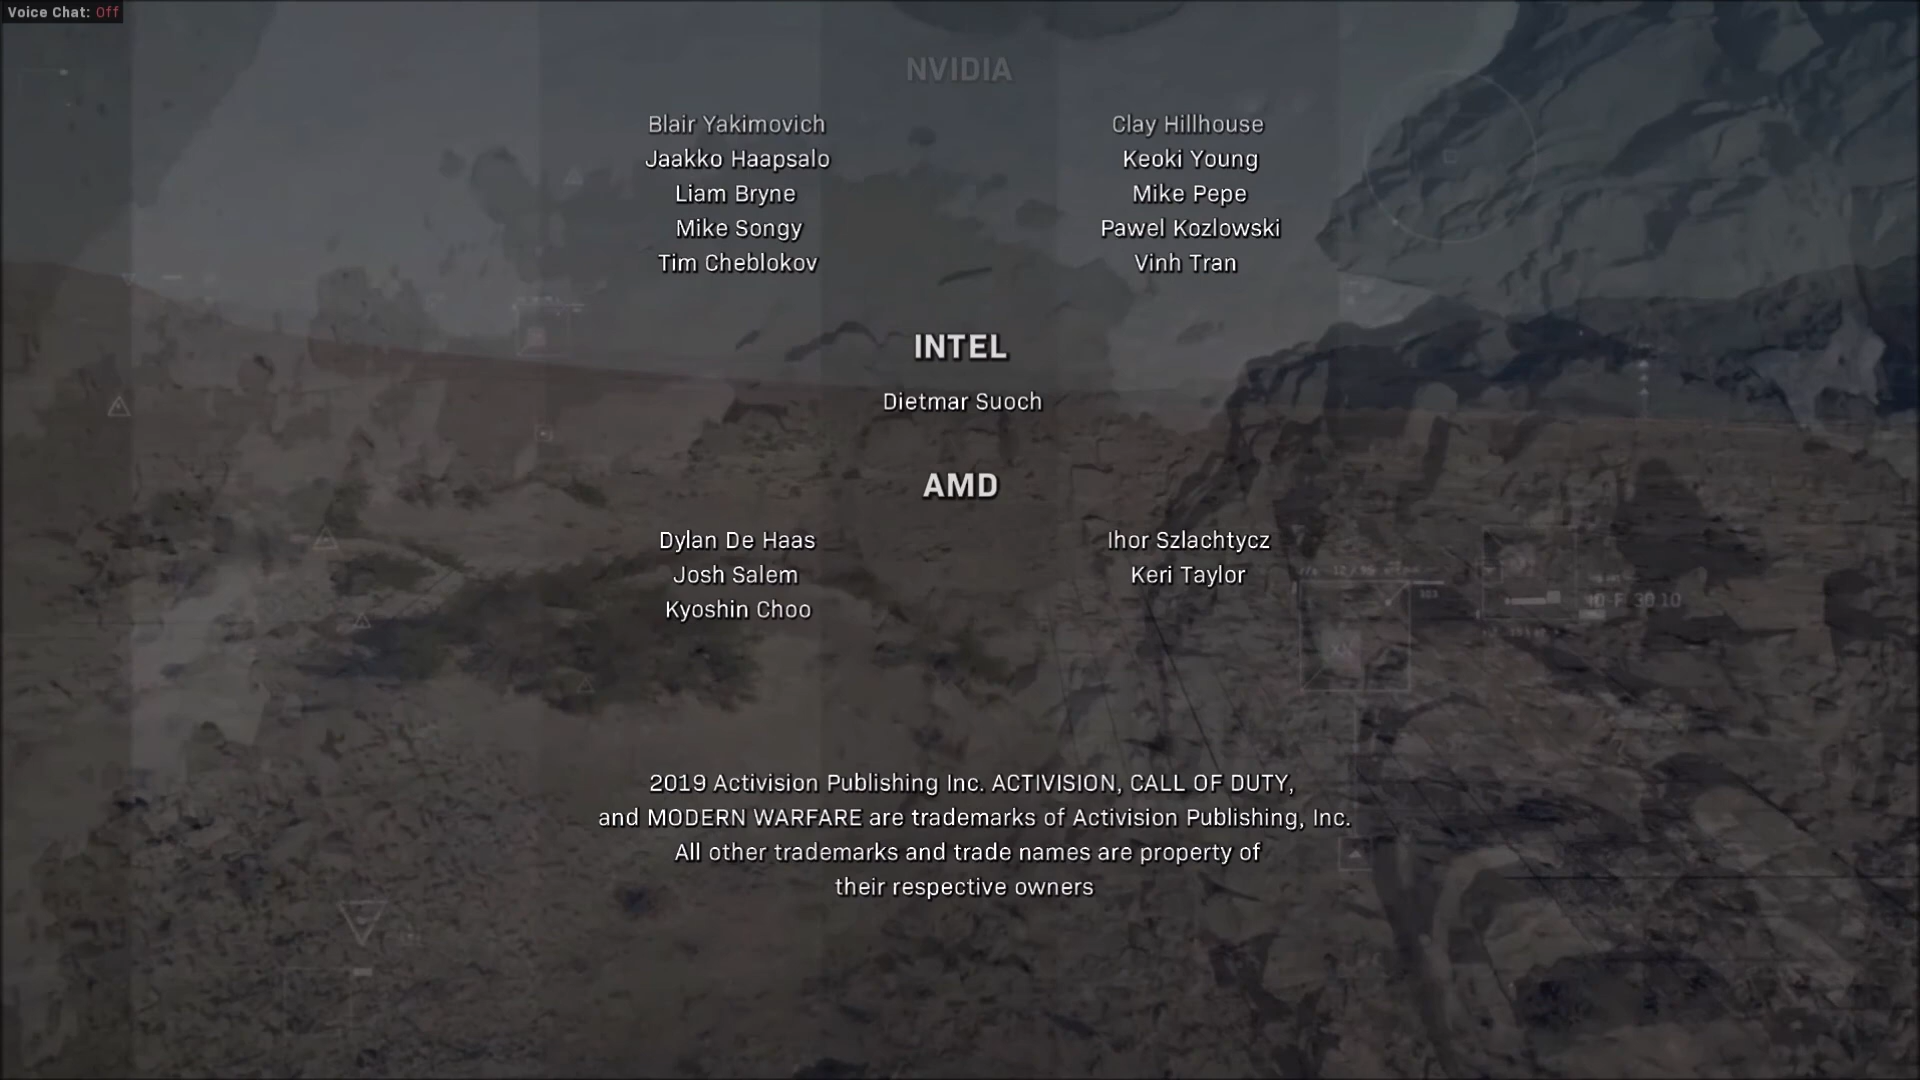 Voice Chat: Off
NVIDIA
Blair Yakimovich Clay Hillhouse
Jaakko Haapsalo Keoki Young
Liam Bryne Mike Pepe
Mike Songy Pawel Kozlowski
Tim Cheblokov Vinh Tran
INTEL
Dietmar Suoch
AMD
Dylan De Haas Ihor Szlachtycz
Josh Salem Keri Taylor
Kyoshin Choo
2019 Activision Publishing Inc. ACTIVISION, CALL OF DUTY,
and MODERN WARFARE are trademarks of Activision Publishing, Inc.
All other trademarks and trade names are property of
their respective owners